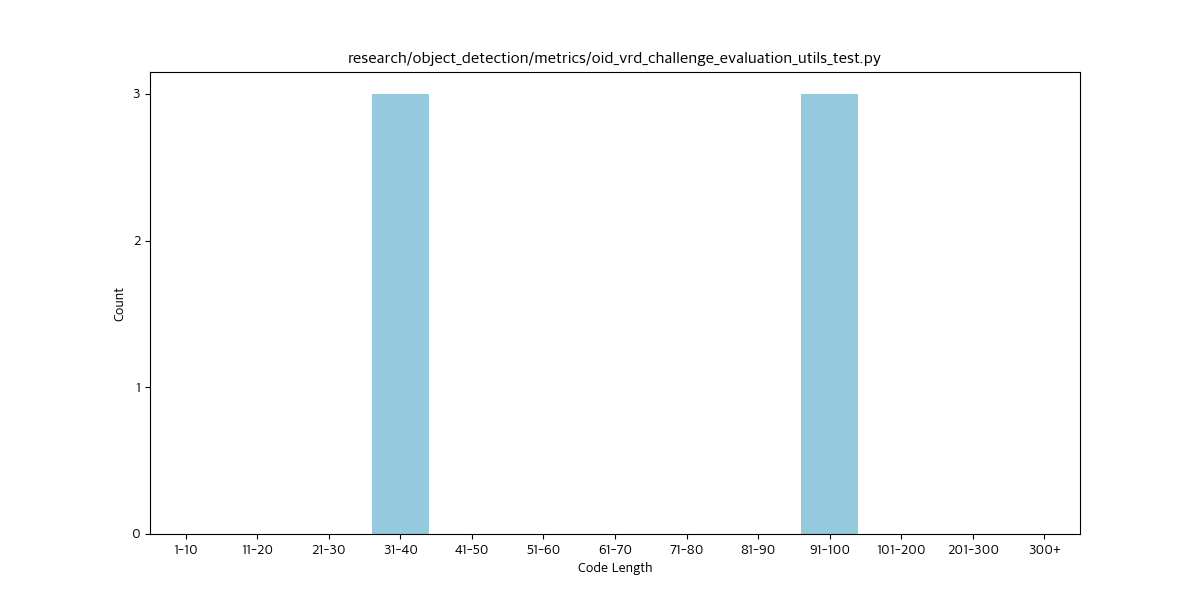 research/object_detection/metrics/oid_vrd_challenge_evaluation_utils_test.py
3
2
1
0
Count
1-10 11-20 21-30 31-40 41-50 51-60 61-70 71-80 81-90 91-100 101-200 201-300 300+
Code Length